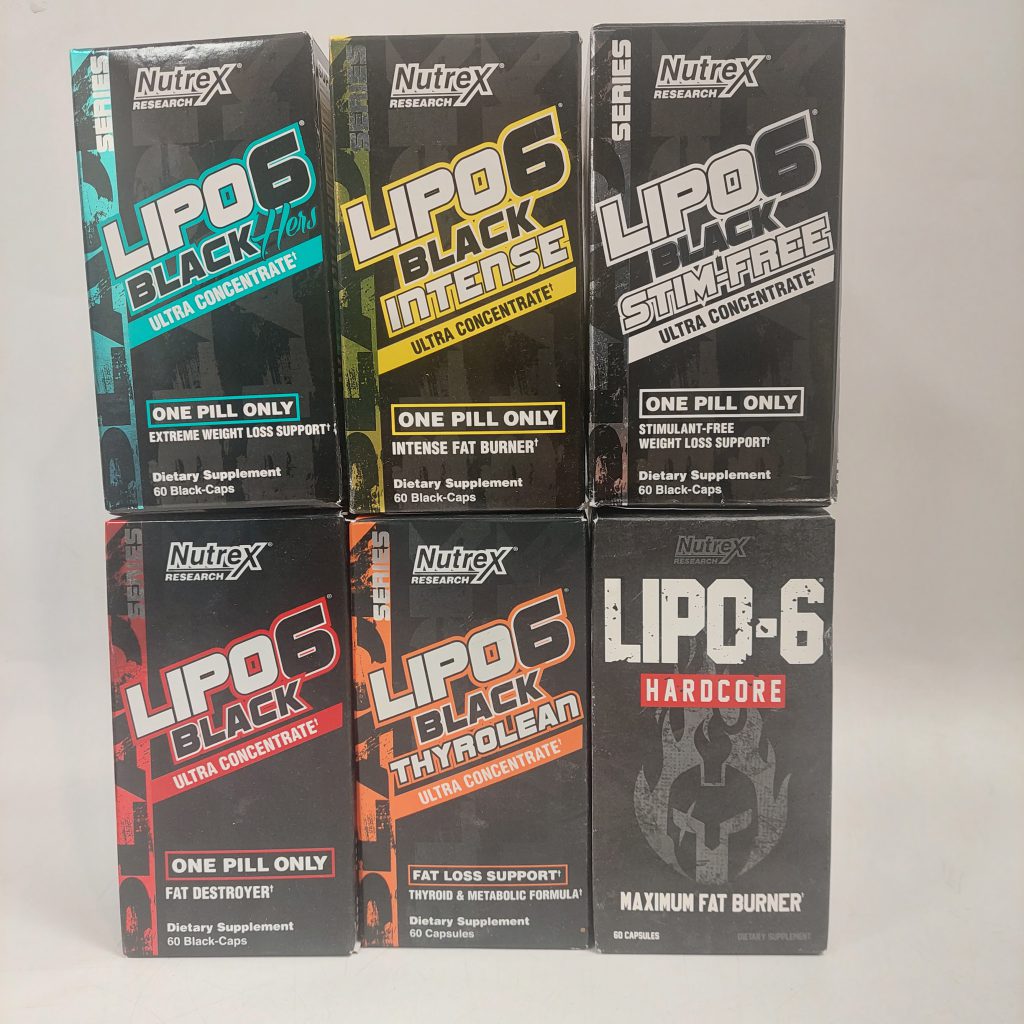 SERIES
Nutrex®
RESEARCH
LIPO6®
BLACK Hers
ULTRA CONCENTRATE†
ONE PILL ONLY
EXTREME WEIGHT LOSS SUPPORT†
Dietary Supplement
60 Black-Caps
SERIES
Nutrex®
RESEARCH
LIPO6®
BLACK
INTENSE
ULTRA CONCENTRATE†
ONE PILL ONLY
INTENSE FAT BURNER†
Dietary Supplement
60 Black-Caps
SERIES
Nutrex®
RESEARCH
LIPO6®
BLACK
STIM-FREE
ULTRA CONCENTRATE†
ONE PILL ONLY
STIMULANT-FREE
WEIGHT LOSS SUPPORT†
Dietary Supplement
60 Black-Caps
SERIES
Nutrex®
RESEARCH
LIPO6®
BLACK
ULTRA CONCENTRATE†
ONE PILL ONLY
FAT DESTROYER†
Dietary Supplement
60 Black-Caps
SERIES
Nutrex®
RESEARCH
LIPO6®
BLACK
THYROLEAN
ULTRA CONCENTRATE†
FAT LOSS SUPPORT†
THYROID & METABOLIC FORMULA†
Dietary Supplement
60 Capsules
Nutrex®
RESEARCH
LIPO-6®
HARDCORE
MAXIMUM FAT BURNER†
60 CAPSULES
DIETARY SUPPLEMENT